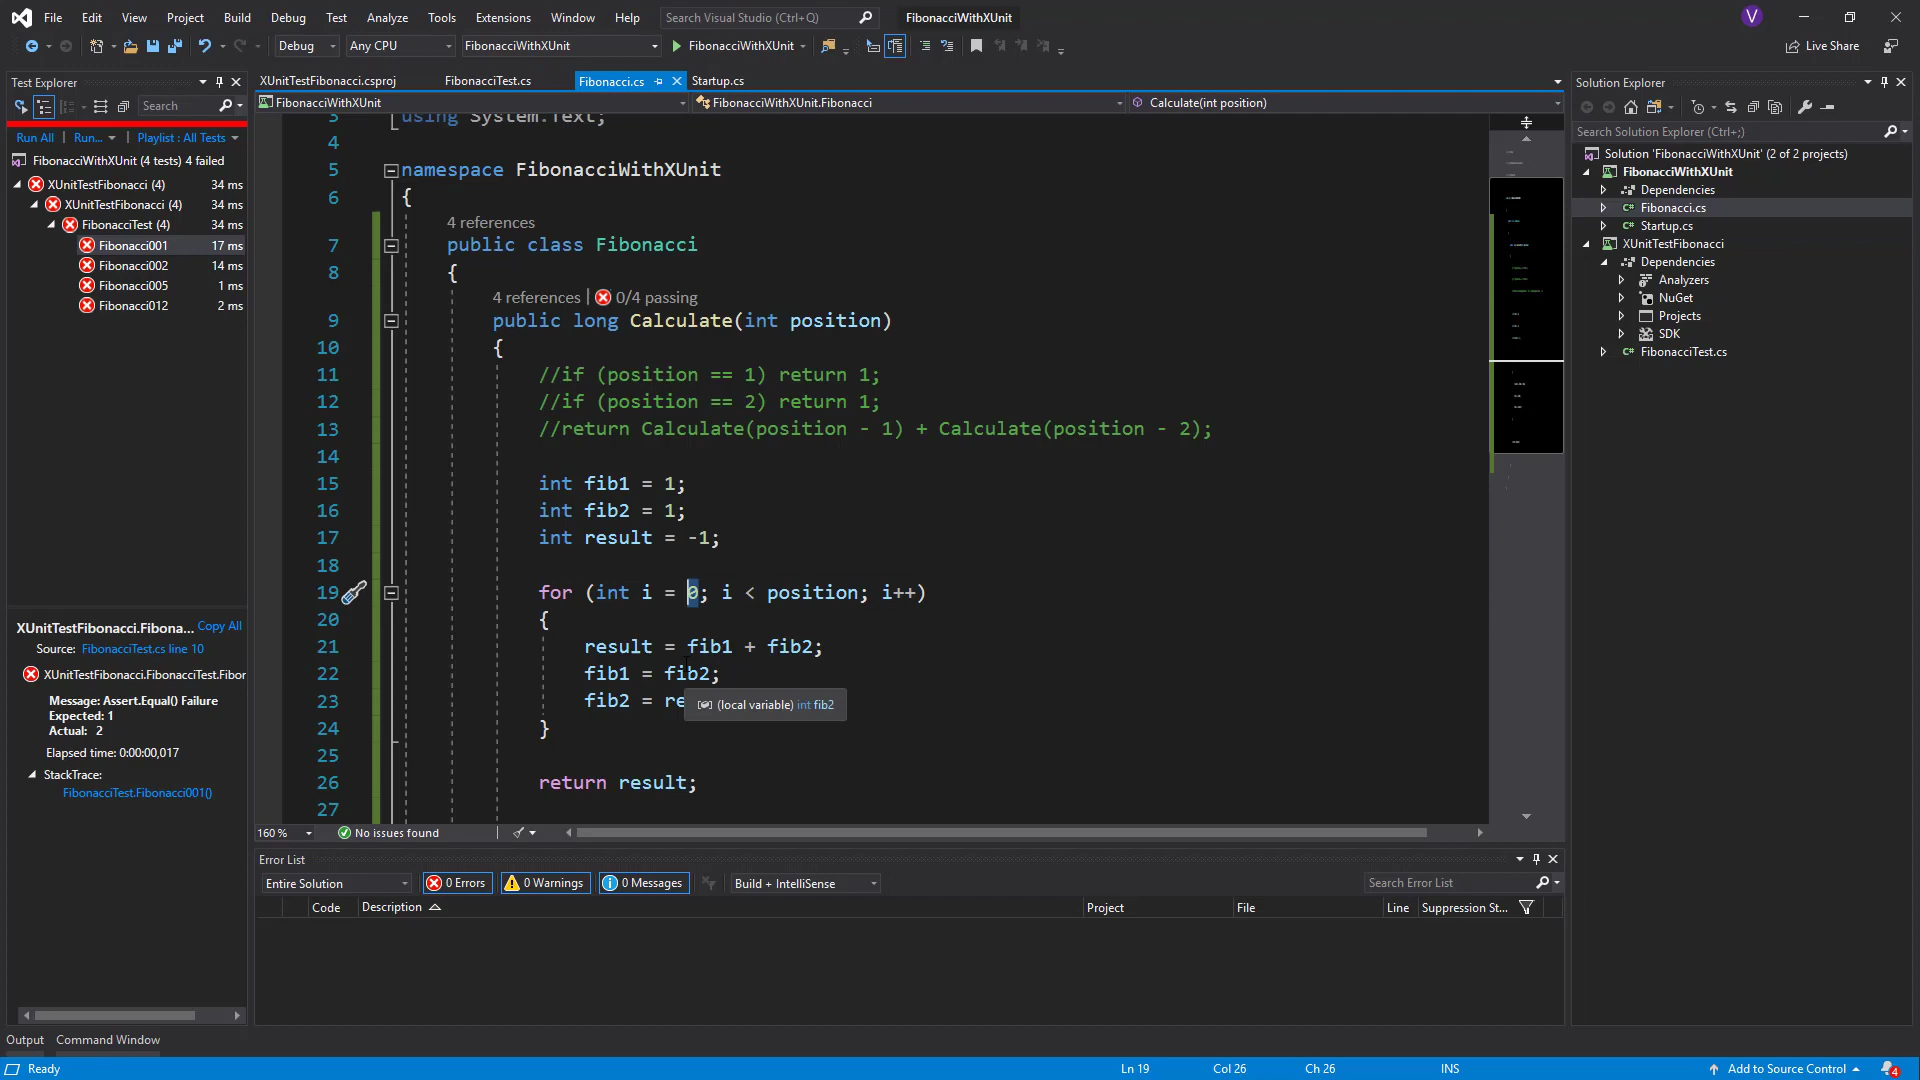 File Edit View Project Build Debug Test Analyze Tools Extensions Window Help Search Visual Studio (Ctrl+Q) FibonacciWithXUnit V
Debug Any CPU FibonacciWithXUnit FibonacciWithXUnit Live Share
Test Explorer
Search
Run All | Run... | Playlist : All Tests
FibonacciWithXUnit (4 tests) 4 failed
XUnitTestFibonacci (4) 34 ms
XUnitTestFibonacci (4) 34 ms
FibonacciTest (4) 34 ms
Fibonacci001 17 ms
Fibonacci002 14 ms
Fibonacci005 1 ms
Fibonacci012 2 ms
XUnitTestFibonacci.Fibona... Copy All
Source: FibonacciTest.cs line 10
XUnitTestFibonacci.FibonacciTest.Fibor
Message: Assert.Equal() Failure
Expected: 1
Actual: 2
Elapsed time: 0:00:00,017
StackTrace:
FibonacciTest.Fibonacci001()
XUnitTestFibonacci.csproj FibonacciTest.cs Fibonacci.cs Startup.cs
FibonacciWithXUnit FibonacciWithXUnit.Fibonacci Calculate(int position)
3 using System.Text;
4
5 namespace FibonacciWithXUnit
6 {
4 references
7 public class Fibonacci
8 {
4 references | 0/4 passing
9 public long Calculate(int position)
10 {
11 //if (position == 1) return 1;
12 //if (position == 2) return 1;
13 //return Calculate(position - 1) + Calculate(position - 2);
14
15 int fib1 = 1;
16 int fib2 = 1;
17 int result = -1;
18
19 for (int i = 0; i < position; i++)
20 {
21 result = fib1 + fib2;
22 fib1 = fib2;
23 fib2 = re
(local variable) int fib2
24 }
25
26 return result;
27
160 % No issues found
Error List
Entire Solution 0 Errors 0 Warnings 0 Messages Build + IntelliSense Search Error List
Code Description Project File Line Suppression St...
Solution Explorer
Search Solution Explorer (Ctrl+;)
Solution 'FibonacciWithXUnit' (2 of 2 projects)
FibonacciWithXUnit
Dependencies
C# Fibonacci.cs
C# Startup.cs
XUnitTestFibonacci
Dependencies
Analyzers
NuGet
Projects
SDK
C# FibonacciTest.cs
Output Command Window
Ready Ln 19 Col 26 Ch 26 INS Add to Source Control 4